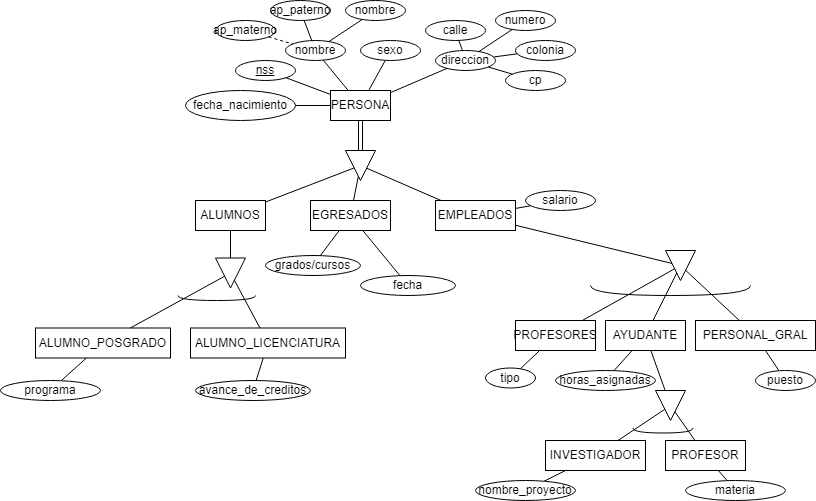 ap_paterno
nombre
ap_materno
nombre
sexo
calle
numero
colonia
direccion
cp
nss
fecha_nacimiento
PERSONA
ALUMNOS
EGRESADOS
EMPLEADOS
salario
grados/cursos
fecha
ALUMNO_POSGRADO
ALUMNO_LICENCIATURA
programa
avance_de_creditos
PROFESORES
AYUDANTE
PERSONAL_GRAL
tipo
horas_asignadas
puesto
INVESTIGADOR
PROFESOR
nombre_proyecto
materia